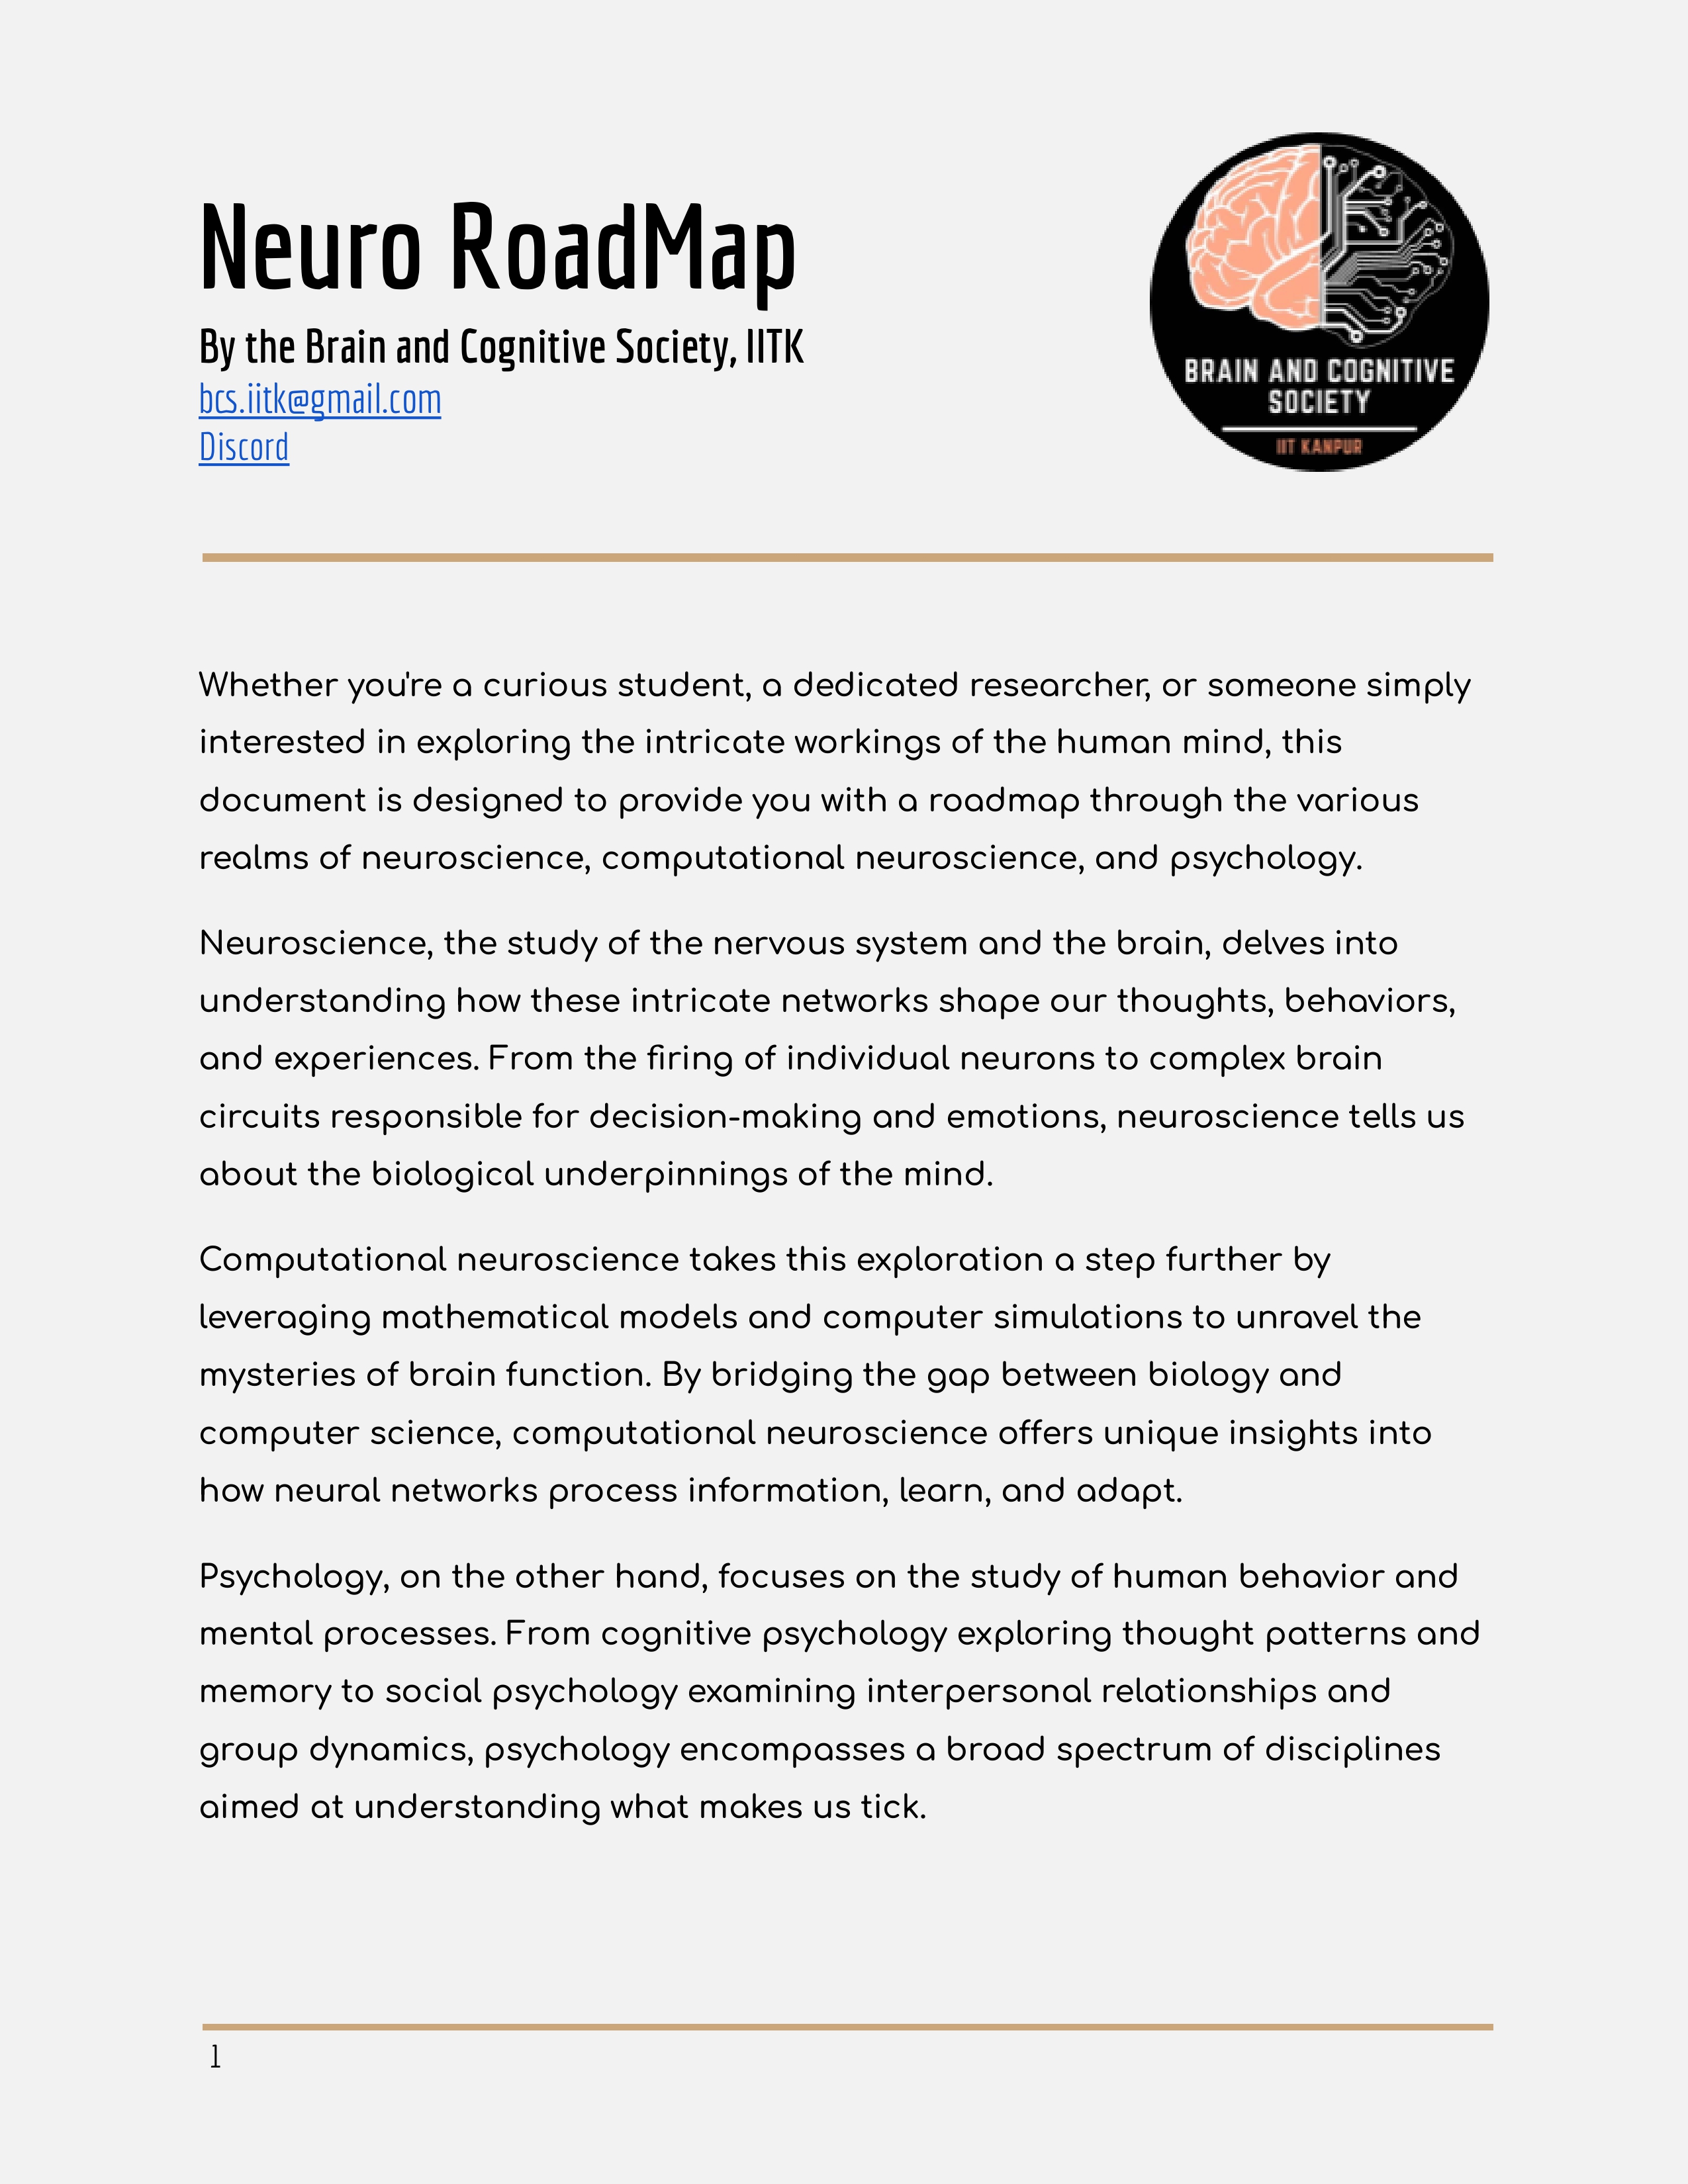 Neuro RoadMap
By the Brain and Cognitive Society, IITK
bcs.iitk@gmail.com
Discord
BRAIN AND COGNITIVE
SOCIETY
IIT KANPUR
Whether you're a curious student, a dedicated researcher, or someone simply
interested in exploring the intricate workings of the human mind, this
document is designed to provide you with a roadmap through the various
realms of neuroscience, computational neuroscience, and psychology.
Neuroscience, the study of the nervous system and the brain, delves into
understanding how these intricate networks shape our thoughts, behaviors,
and experiences. From the firing of individual neurons to complex brain
circuits responsible for decision-making and emotions, neuroscience tells us
about the biological underpinnings of the mind.
Computational neuroscience takes this exploration a step further by
leveraging mathematical models and computer simulations to unravel the
mysteries of brain function. By bridging the gap between biology and
computer science, computational neuroscience offers unique insights into
how neural networks process information, learn, and adapt.
Psychology, on the other hand, focuses on the study of human behavior and
mental processes. From cognitive psychology exploring thought patterns and
memory to social psychology examining interpersonal relationships and
group dynamics, psychology encompasses a broad spectrum of disciplines
aimed at understanding what makes us tick.
1